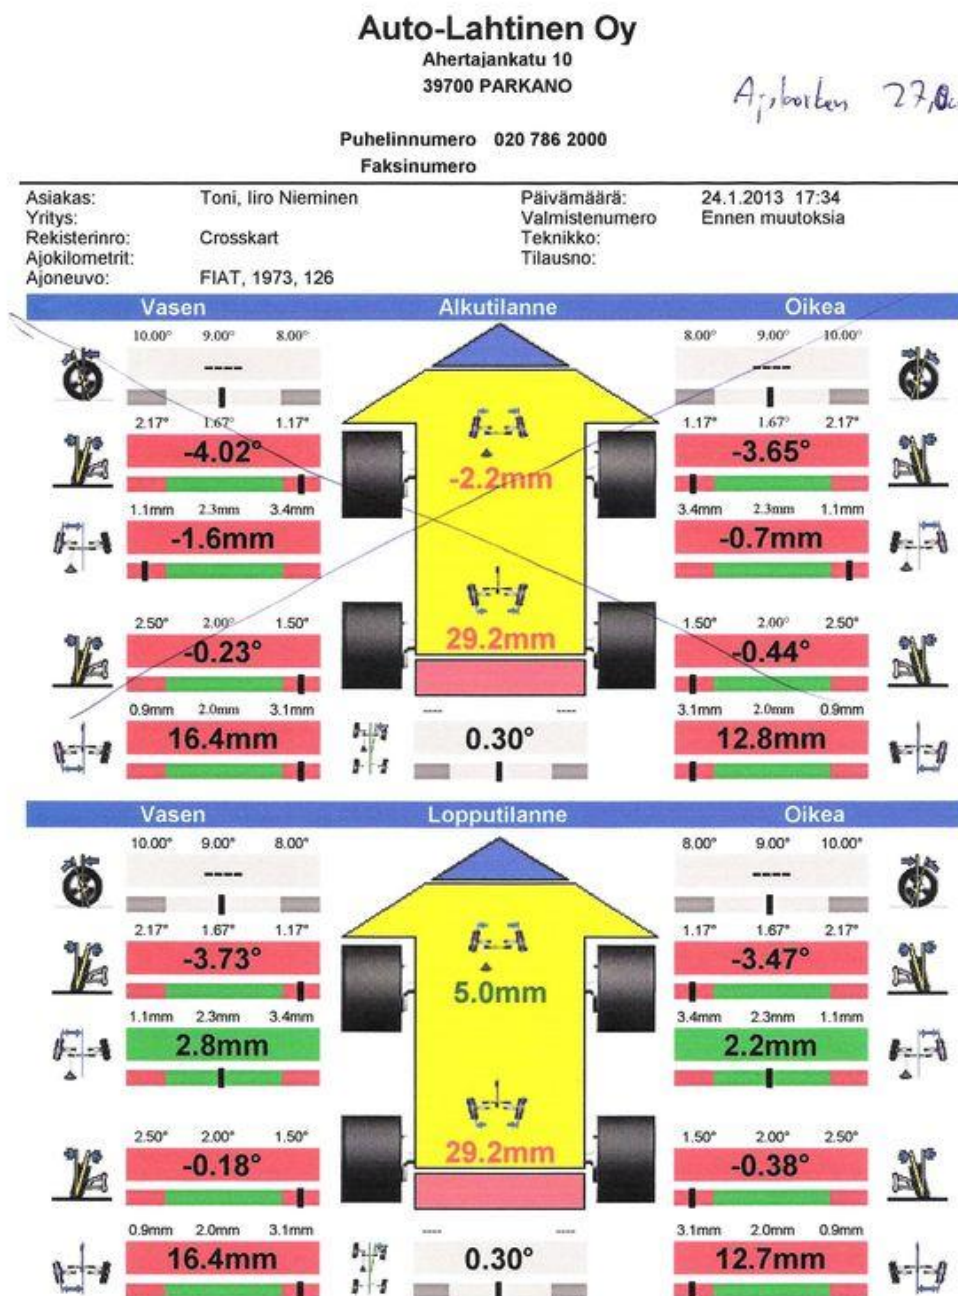 Auto-Lahtinen Oy
Ahertajankatu 10
39700 PARKANO
27,
Puhelinnumero 020 786 2000
Faksinumero
Asiakas: Toni, Iiro Nieminen Päivämäärä: 24.1.2013 17:34
Yritys: Valmistenumero Ennen muutoksia
Rekisterinro: Crosskart Teknikko:
Ajokilometrit: Tilausno:
Ajoneuvo: FIAT, 1973, 126
Vasen Alkutilanne Oikea
10.00° 9.00° 8.00° 8.00° 9.00° 10.00°
---- ----
2.17° 1.67° 1.17° 1.17° 1.67° 2.17°
-4.02° -2.2mm -3.65°
1.1mm 2.3mm 3.4mm 3.4mm 2.3mm 1.1mm
-1.6mm -0.7mm
2.50° 2.00° 1.50° 1.50° 2.00° 2.50°
-0.23° 29.2mm -0.44°
0.9mm 2.0mm 3.1mm ---- ---- 3.1mm 2.0mm 0.9mm
16.4mm 0.30° 12.8mm
Vasen Lopputilanne Oikea
10.00° 9.00° 8.00° 8.00° 9.00° 10.00°
---- ----
2.17° 1.67° 1.17° 1.17° 1.67° 2.17°
-3.73° 5.0mm -3.47°
1.1mm 2.3mm 3.4mm 3.4mm 2.3mm 1.1mm
2.8mm 2.2mm
2.50° 2.00° 1.50° 1.50° 2.00° 2.50°
-0.18° 29.2mm -0.38°
0.9mm 2.0mm 3.1mm ---- ---- 3.1mm 2.0mm 0.9mm
16.4mm 0.30° 12.7mm